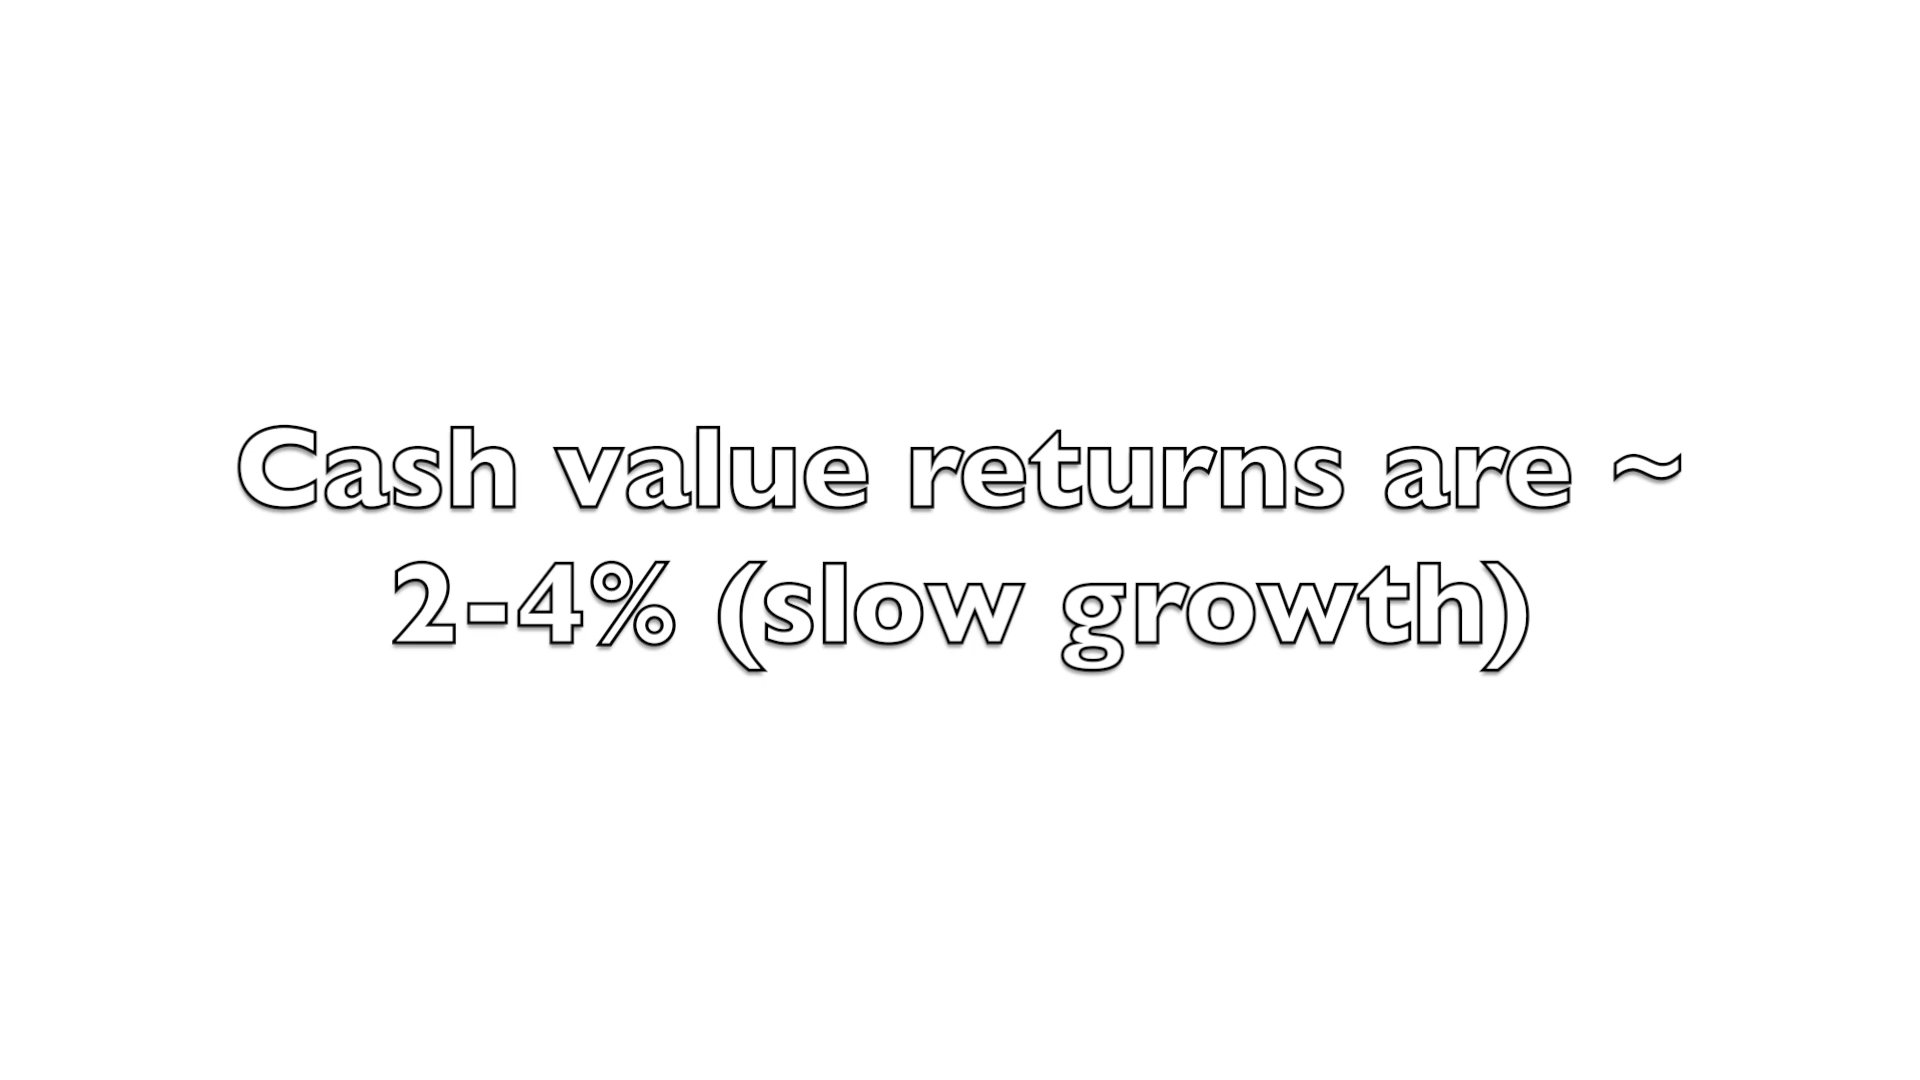 Cash value returns are ~
2-4% (slow growth)